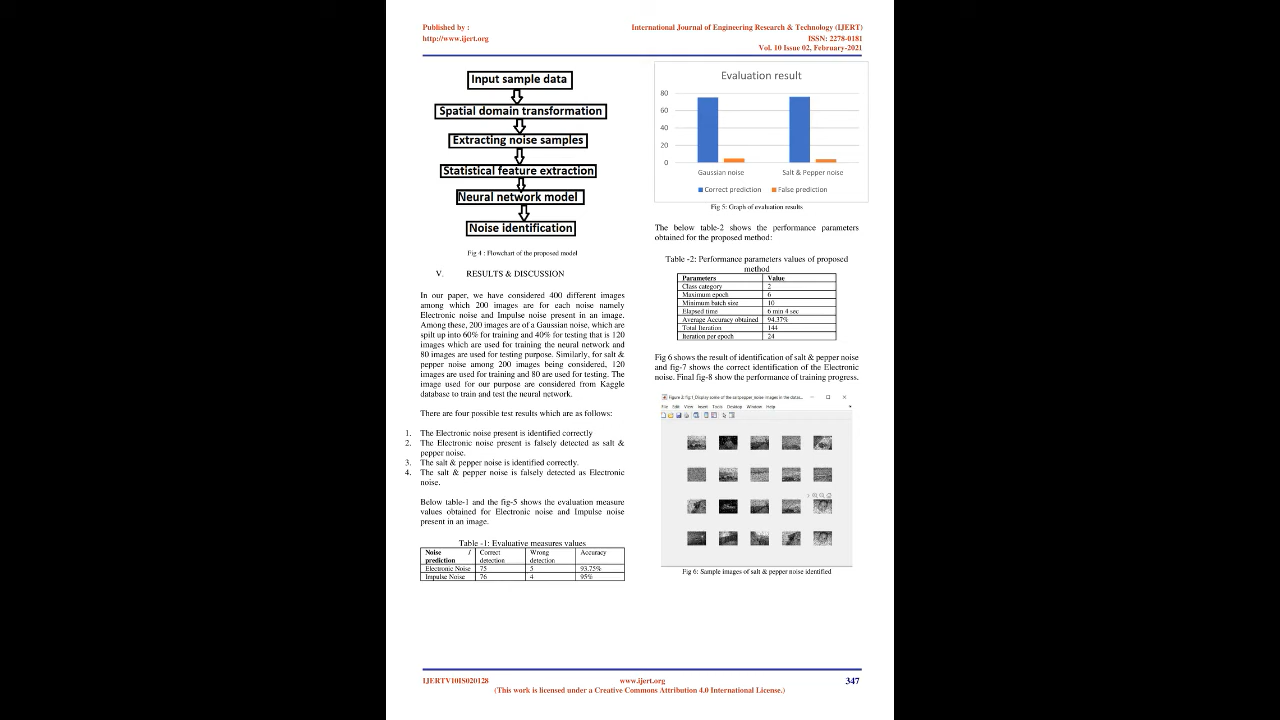 Published by :
http://www.ijert.org
International Journal of Engineering Research & Technology (IJERT)
ISSN: 2278-0181
Vol. 10 Issue 02, February-2021
Input sample data
Spatial domain transformation
Extracting noise samples
Statistical feature extraction
Neural network model
Noise identification
Fig 4 : Flowchart of the proposed model
V. RESULTS & DISCUSSION
In our paper, we have considered 400 different images
among which 200 images are for each noise namely
Electronic noise and Impulse noise present in an image.
Among these, 200 images are of a Gaussian noise, which are
spilt up into 60% for training and 40% for testing that is 120
images which are used for training the neural network and
80 images are used for testing purpose. Similarly, for salt &
pepper noise among 200 images being considered, 120
images are used for training and 80 are used for testing. The
image used for our purpose are considered from Kaggle
database to train and test the neural network.
There are four possible test results which are as follows:
1. The Electronic noise present is identified correctly
2. The Electronic noise present is falsely detected as salt &
pepper noise.
3. The salt & pepper noise is identified correctly.
4. The salt & pepper noise is falsely detected as Electronic
noise.
Below table-1 and the fig-5 shows the evaluation measure
values obtained for Electronic noise and Impulse noise
present in an image.
Table -1: Evaluative measures values
Noise / Correct Wrong Accuracy
prediction detection detection
Electronic Noise 75 5 93.75%
Impulse Noise 76 4 95%
Evaluation result
80
60
40
20
0
Gaussian noise Salt & Pepper noise
Correct prediction False prediction
Fig 5: Graph of evaluation results
The below table-2 shows the performance parameters
obtained for the proposed method:
Table -2: Performance parameters values of proposed
method
Parameters Value
Class category 2
Maximum epoch 6
Minimum batch size 10
Elapsed time 6 min 4 sec
Average Accuracy obtained 94.37%
Total Iteration 144
Iteration per epoch 24
Fig 6 shows the result of identification of salt & pepper noise
and fig-7 shows the correct identification of the Electronic
noise. Final fig-8 show the performance of training progress.
Figure 2: fig:1_Display some of the saltpepper_noise images in the datas...
File Edit View Insert Tools Desktop Window Help
Fig 6: Sample images of salt & pepper noise identified
IJERTV10IS020128
www.ijert.org
347
(This work is licensed under a Creative Commons Attribution 4.0 International License.)